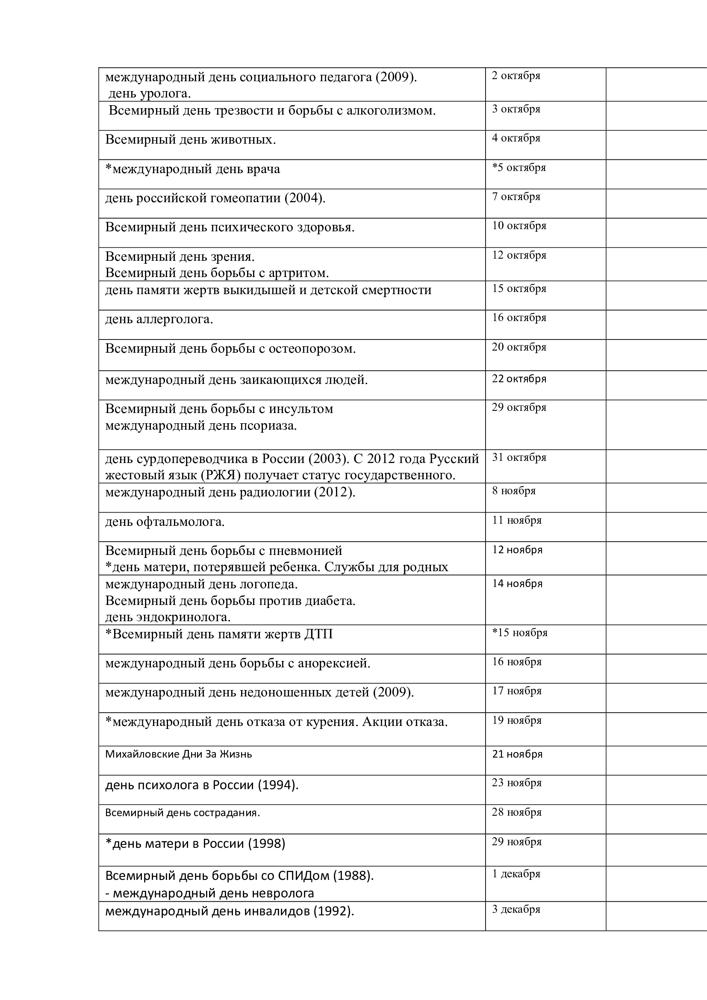 международный день социального педагога (2009). 2 октября
день уролога.
Всемирный день трезвости и борьбы с алкоголизмом. 3 октября
Всемирный день животных. 4 октября
*международный день врача *5 октября
день российской гомеопатии (2004). 7 октября
Всемирный день психического здоровья. 10 октября
Всемирный день зрения. 12 октября
Всемирный день борьбы с артритом.
день памяти жертв выкидышей и детской смертности 15 октября
день аллерголога. 16 октября
Всемирный день борьбы с остеопорозом. 20 октября
международный день заикающихся людей. 22 октября
Всемирный день борьбы с инсультом 29 октября
международный день псориаза.
день сурдопереводчика в России (2003). С 2012 года Русский 31 октября
жестовый язык (РЖЯ) получает статус государственного.
международный день радиологии (2012). 8 ноября
день офтальмолога. 11 ноября
Всемирный день борьбы с пневмонией 12 ноября
*день матери, потерявшей ребенка. Службы для родных
международный день логопеда. 14 ноября
Всемирный день борьбы против диабета.
день эндокринолога.
*Всемирный день памяти жертв ДТП *15 ноября
международный день борьбы с анорексией. 16 ноября
международный день недоношенных детей (2009). 17 ноября
*международный день отказа от курения. Акции отказа. 19 ноября
Михайловские Дни За Жизнь 21 ноября
день психолога в России (1994). 23 ноября
Всемирный день сострадания. 28 ноября
*день матери в России (1998) 29 ноября
Всемирный день борьбы со СПИДом (1988). 1 декабря
- международный день невролога
международный день инвалидов (1992). 3 декабря